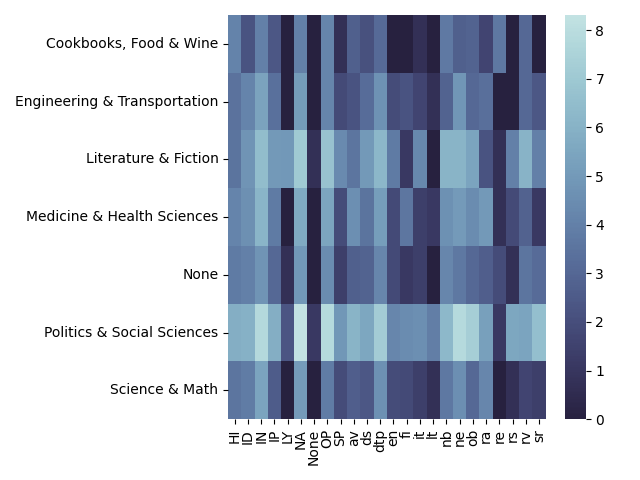 Cookbooks, Food & Wine
Engineering & Transportation
Literature & Fiction
Medicine & Health Sciences
None
Politics & Social Sciences
Science & Math
HI ID IN IP LY NA None OP SP av ds dtp en fi it lt nb ne ob ra re rs rv sr
8
7
6
5
4
3
2
1
0